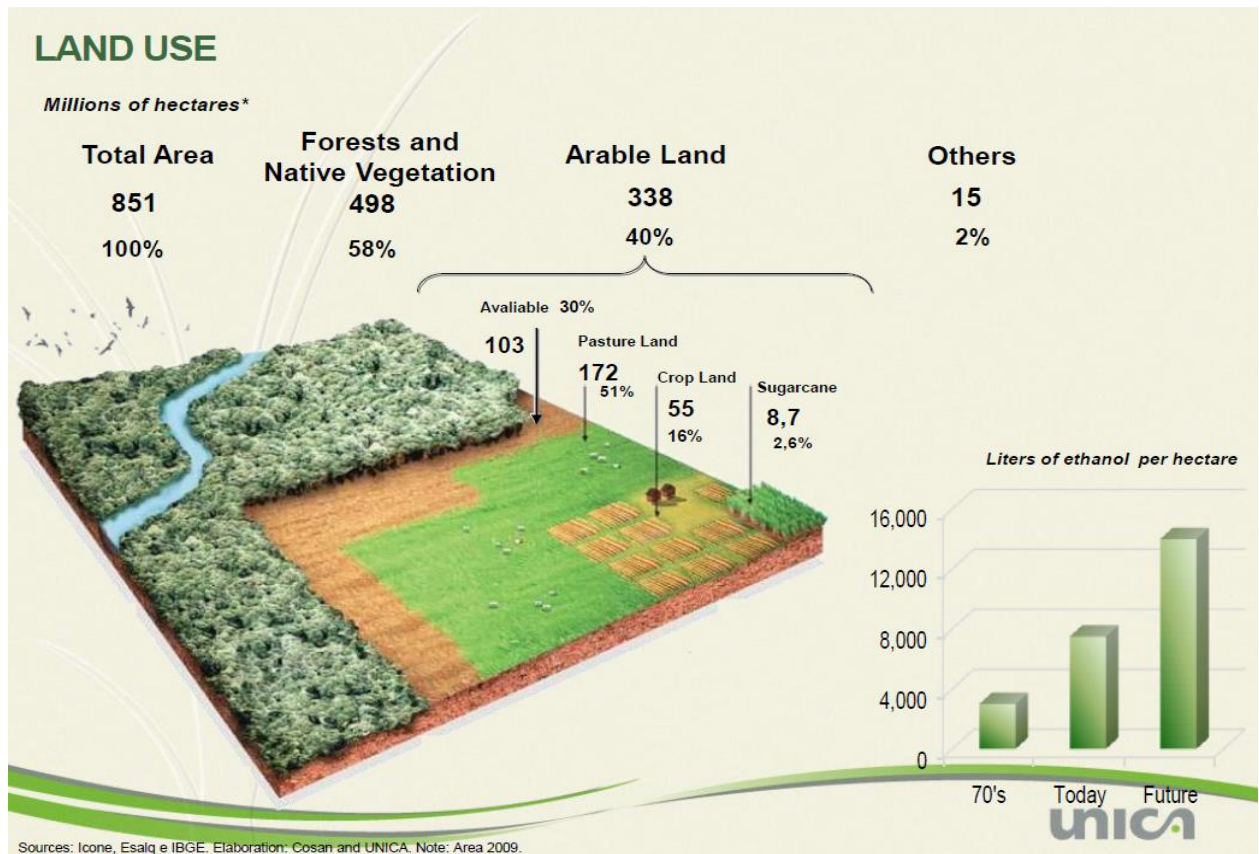 LAND USE
Millions of hectares*
Total Area
851
100%
Forests and
Native Vegetation
498
58%
Arable Land
338
40%
Others
15
2%
Avaliable 30%
103
Pasture Land
172
51%
Crop Land
55
16%
Sugarcane
8,7
2,6%
Liters of ethanol per hectare
16,000
12,000
8,000
4,000
0
70's Today Future
unica
Sources: Icone, Esalq e IBGE. Elaboration: Cosan and UNICA. Note: Area 2009.